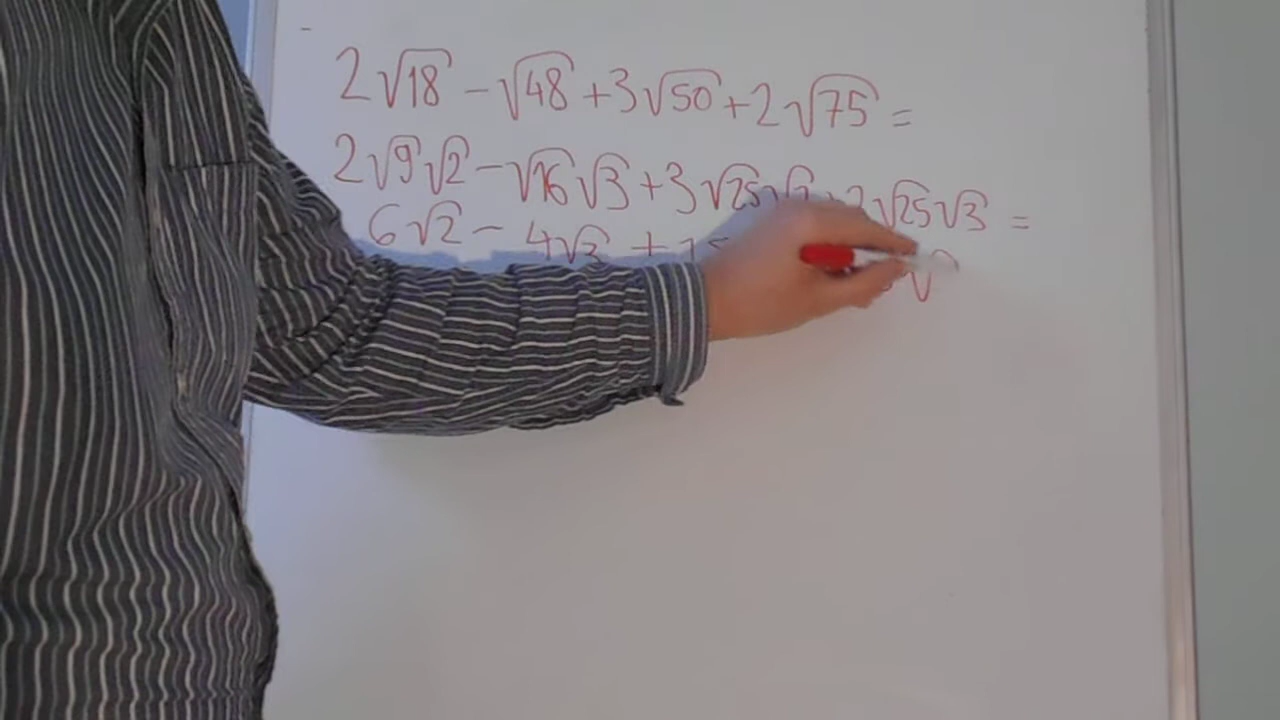 2√18 - √48 + 3√50 + 2√75 =
2√9√2 - √16√3 + 3√25√2 + 2√25√3 =
6√2 - 4√3 + 15 √